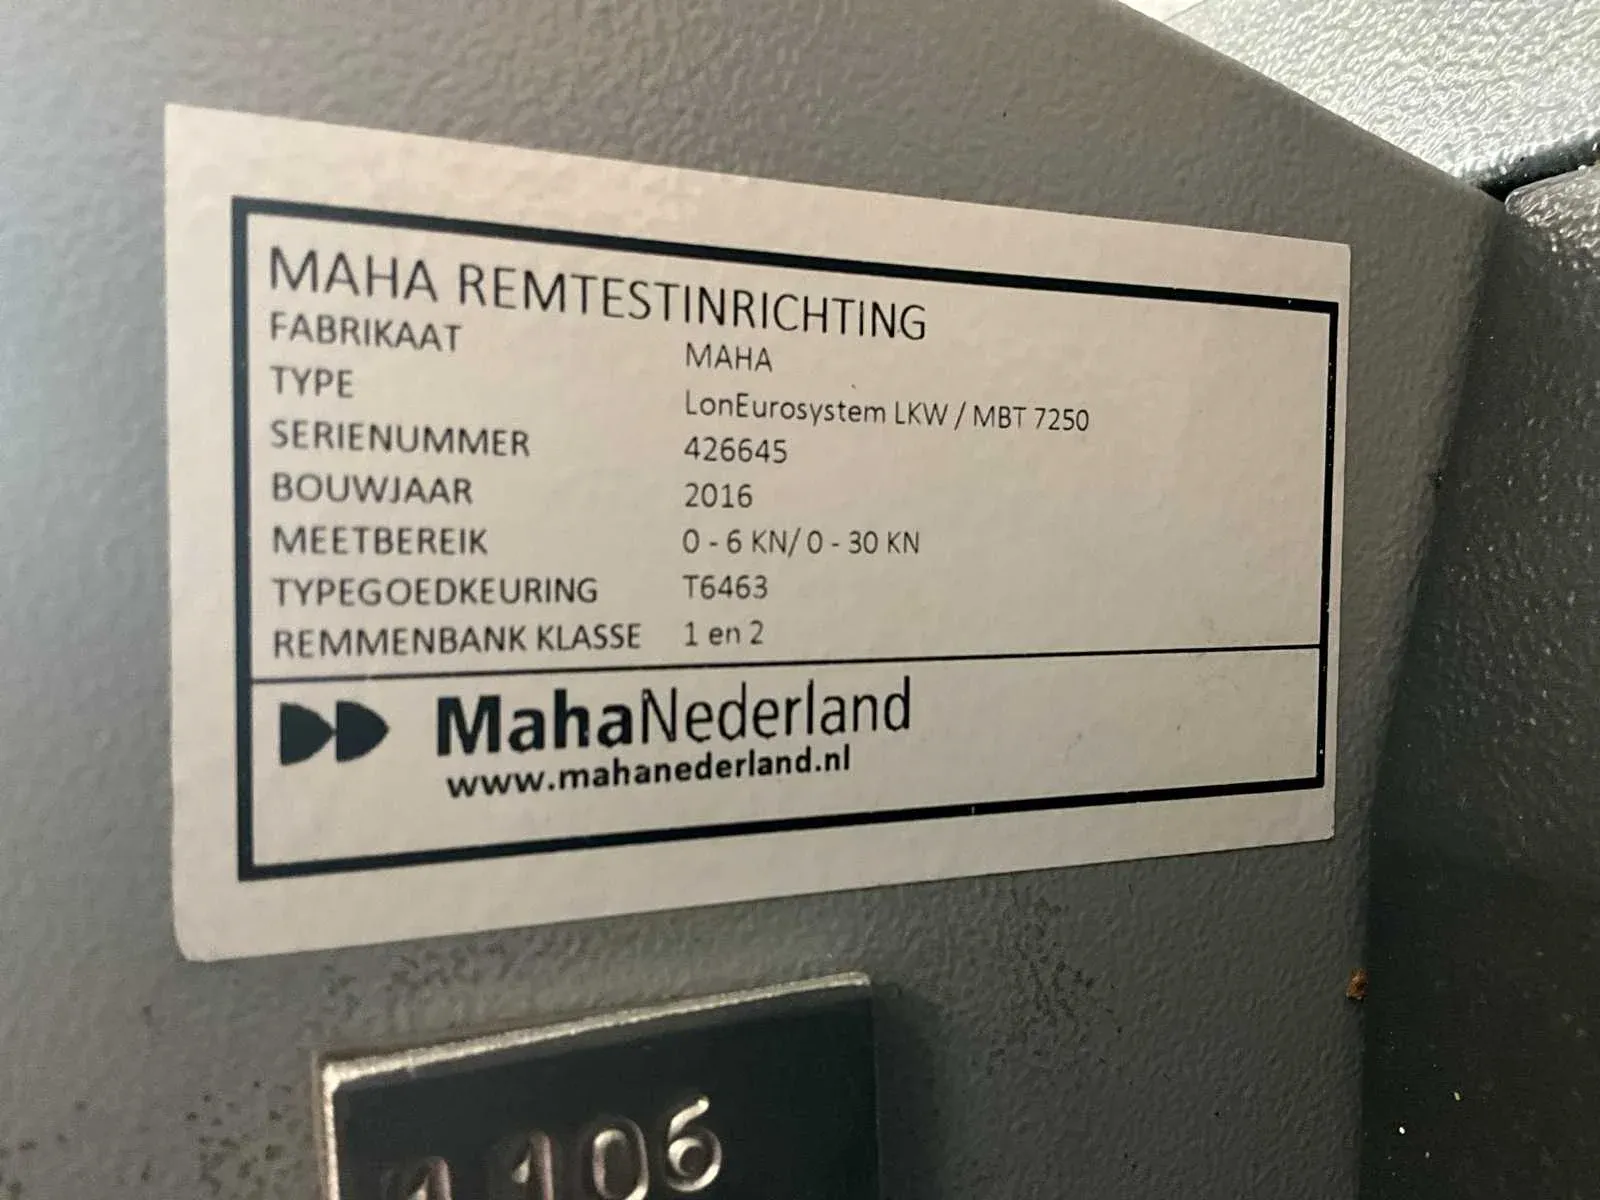 MAHA REMTESTINRICHTING
FABRIKAAT MAHA
TYPE LonEurosystem LKW / MBT 7250
SERIENUMMER 426645
BOUWJAAR 2016
MEETBEREIK 0 - 6 KN/ 0 - 30 KN
TYPEGOEDKEURING T6463
REMMENBANK KLASSE 1 en 2
MahaNederland
www.mahanederland.nl